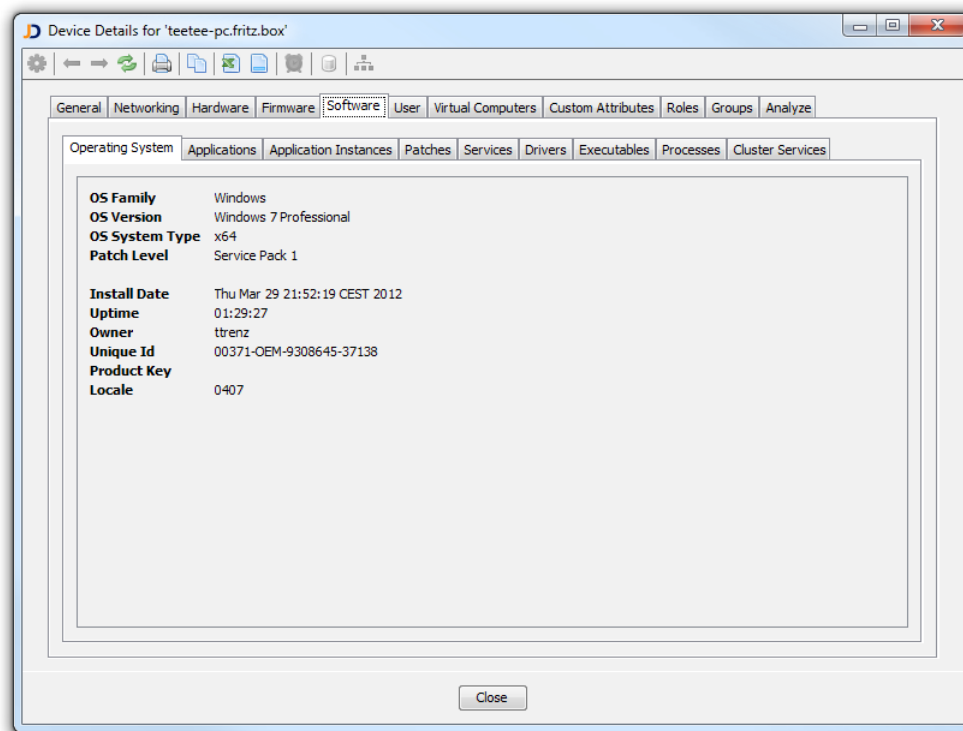 Device Details for 'teetee-pc.fritz.box'
General Networking Hardware Firmware Software User Virtual Computers Custom Attributes Roles Groups Analyze
Operating System Applications Application Instances Patches Services Drivers Executables Processes Cluster Services
OS Family Windows
OS Version Windows 7 Professional
OS System Type x64
Patch Level Service Pack 1
Install Date Thu Mar 29 21:52:19 CEST 2012
Uptime 01:29:27
Owner ttrenz
Unique Id 00371-OEM-9308645-37138
Product Key
Locale 0407
Close